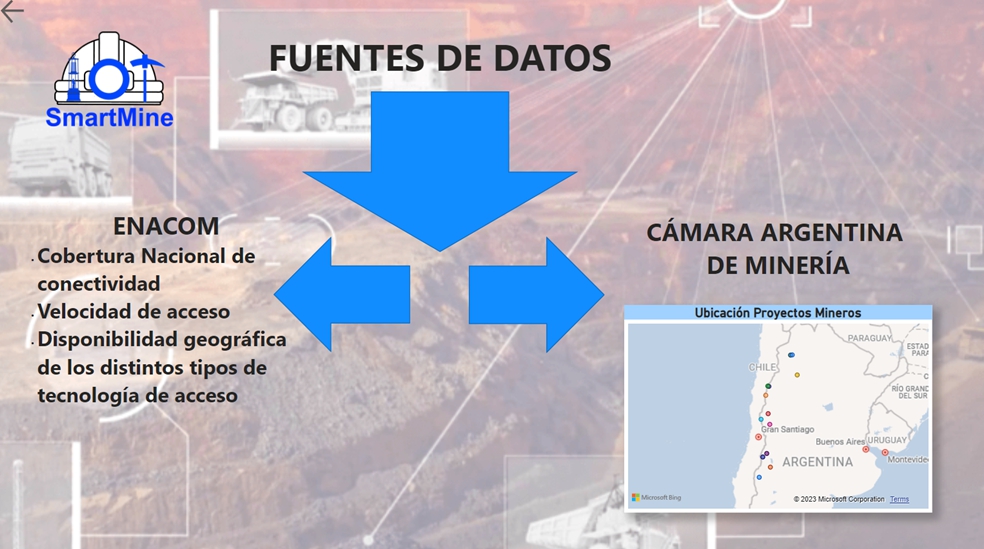 FUENTES DE DATOS
SmartMine
ENACOM
Cobertura Nacional de
conectividad
Velocidad de acceso
Disponibilidad geográfica
de los distintos tipos de
tecnología de acceso
CÁMARA ARGENTINA
DE MINERÍA
Ubicación Proyectos Mineros
PARAGUAY
ESTAD
PARA
CHILE
RÍO GRAND
DEL SUR
Gran Santiago
Buenos Aires
URUGUAY
ARGENTINA
Montevide
Microsoft Bing
© 2023 Microsoft Corporation Terms